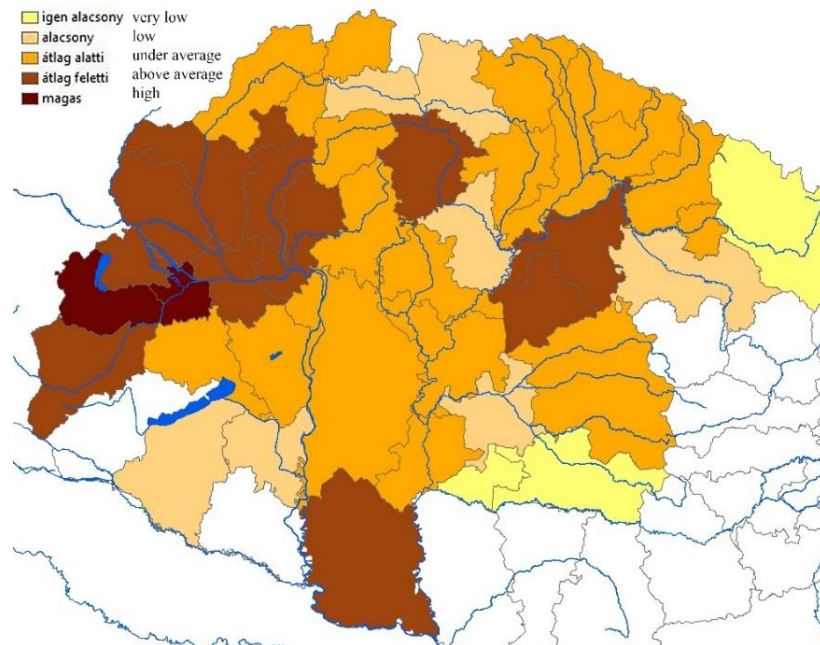 igen alacsony very low
alacsony low
átlag alatti under average
átlag feletti above average
magas high